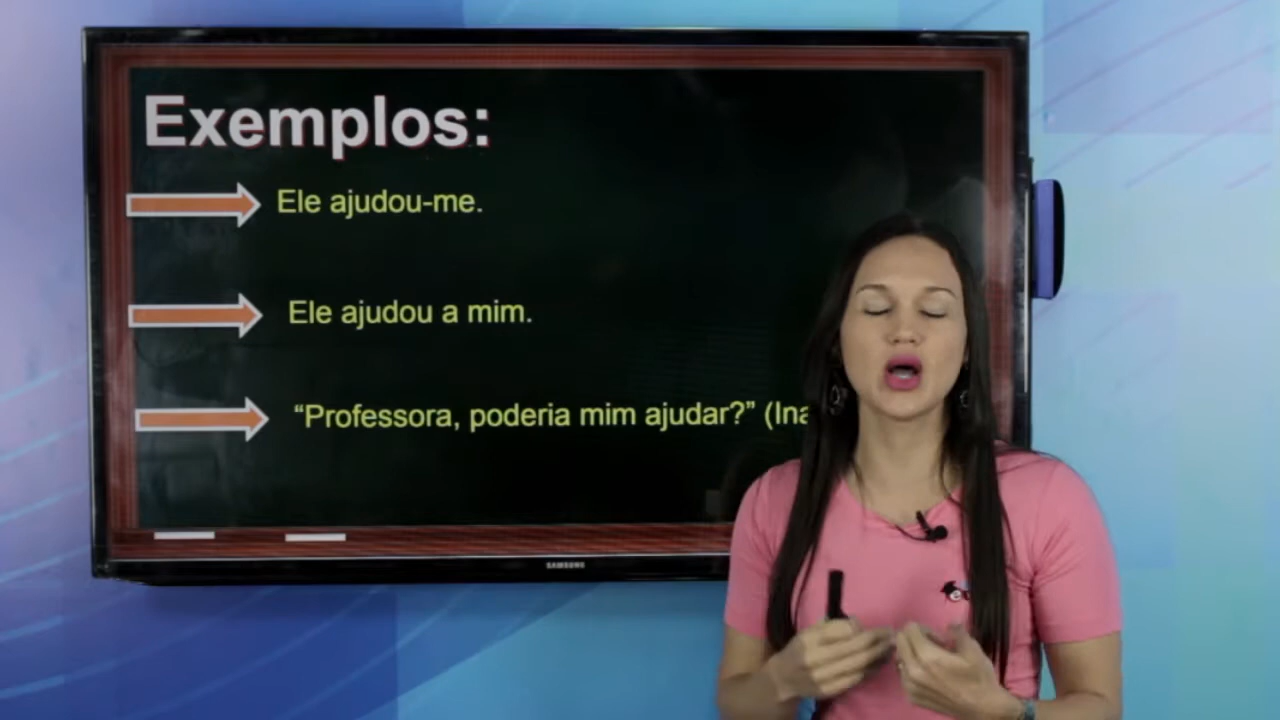 Exemplos:
Ele ajudou-me.
Ele ajudou a mim.
“Professora, poderia mim ajudar?”
SAMSUNG